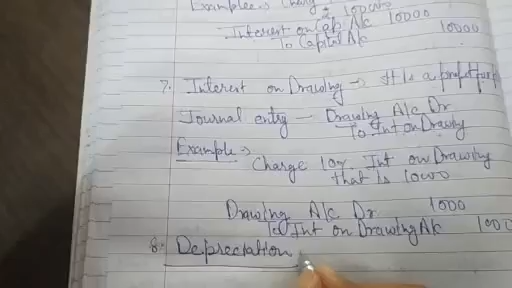 Example:- Charge
Interest on Cap A/c 10000
To Capital A/c 10000
7. Interest on Drawing → It is a profit for
Journal entry — Drawing A/c Dr
To Int on Drawing
Example →
Charge 10% Int on Drawing
that is 10000
Drawing A/c Dr 1000
To Int on Drawing A/c 1000
8. Depreciation